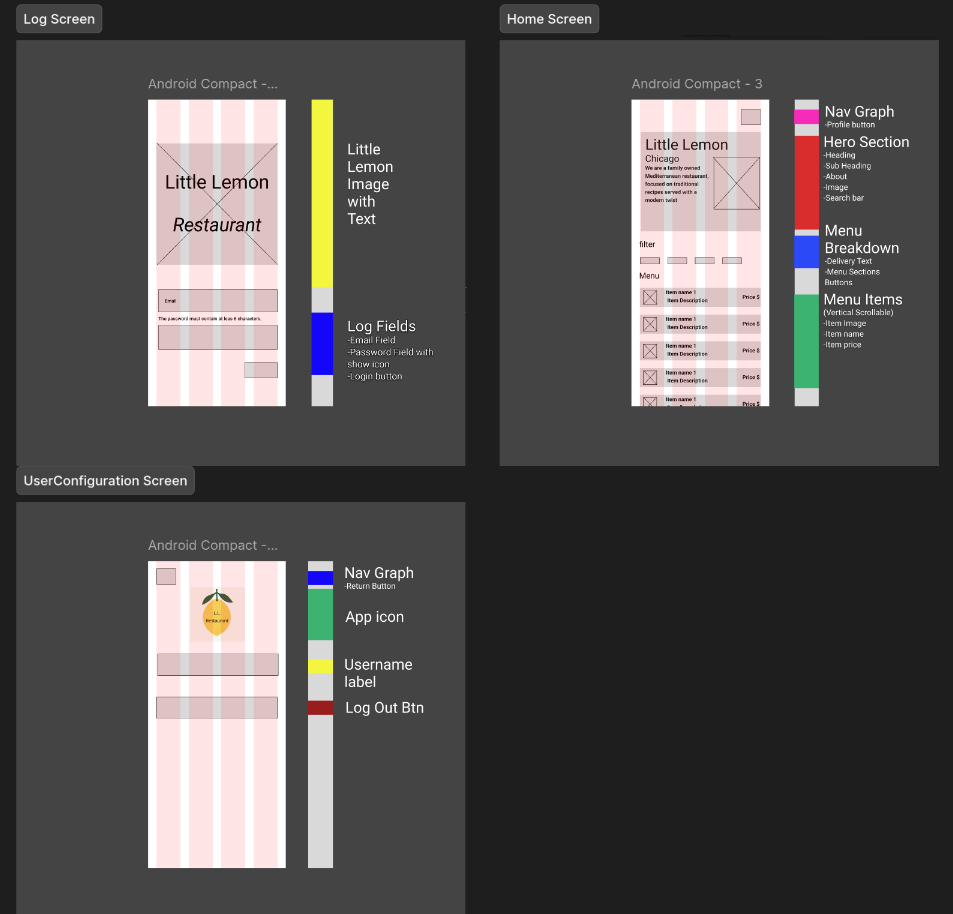 Log Screen
Android Compact -...
Little Lemon
Restaurant
Email
The password must contain at leas 6 characters.
Little
Lemon
Image
with
Text
Log Fields
-Email Field
-Password Field with
show icon
-Login button
Home Screen
Android Compact - 3
Little Lemon
Chicago
We are a family owned
Mediterranean restaurant,
focused on traditional
recipes served with a
modern twist
filter
Menu
Item name 1
Item Description
Price $
Item name 1
Item Description
Price $
Item name 1
Item Description
Price $
Item name 1
Item Description
Price $
Item name 1
Price $
Nav Graph
-Profile button
Hero Section
-Heading
-Sub Heading
-About
-Image
-Search bar
Menu
Breakdown
-Delivery Text
-Menu Sections
Buttons
Menu Items
(Vertical Scrollable)
-Item Image
-Item name
-Item price
UserConfiguration Screen
Android Compact -...
Restaurant
Nav Graph
-Return Button
App icon
Username
label
Log Out Btn